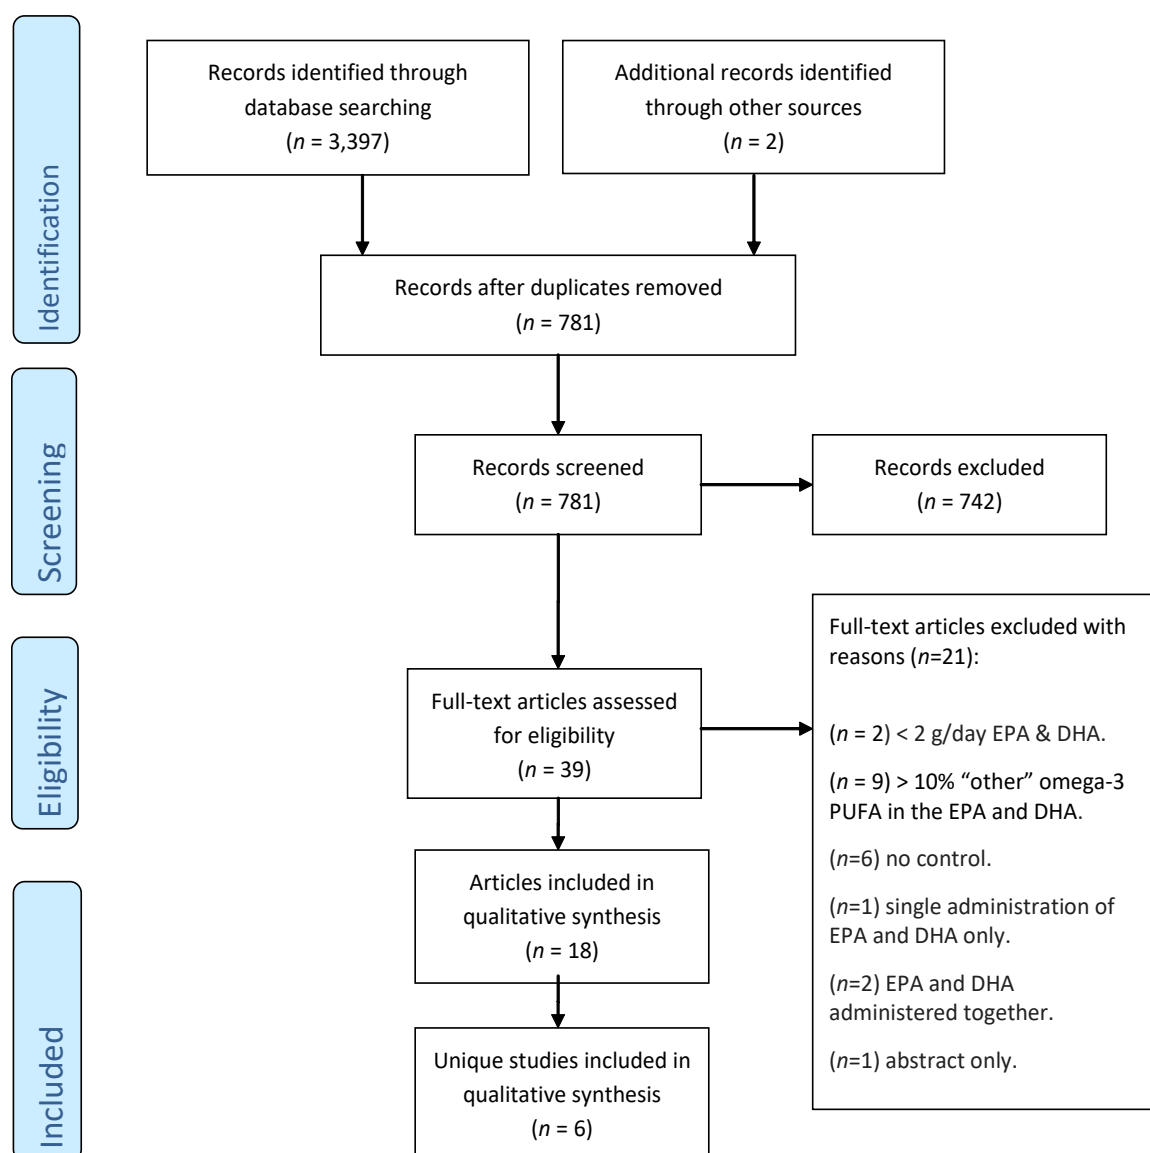 Identification
Records identified through
database searching
(n = 3,397)
Additional records identified
through other sources
(n = 2)
Records after duplicates removed
(n = 781)
Screening
Records screened
(n = 781)
Records excluded
(n = 742)
Eligibility
Full-text articles assessed
for eligibility
(n = 39)
Full-text articles excluded with
reasons (n=21):
(n = 2) < 2 g/day EPA & DHA.
(n = 9) > 10% “other” omega-3
PUFA in the EPA and DHA.
(n=6) no control.
(n=1) single administration of
EPA and DHA only.
(n=2) EPA and DHA
administered together.
(n=1) abstract only.
Included
Articles included in
qualitative synthesis
(n = 18)
Unique studies included in
qualitative synthesis
(n = 6)